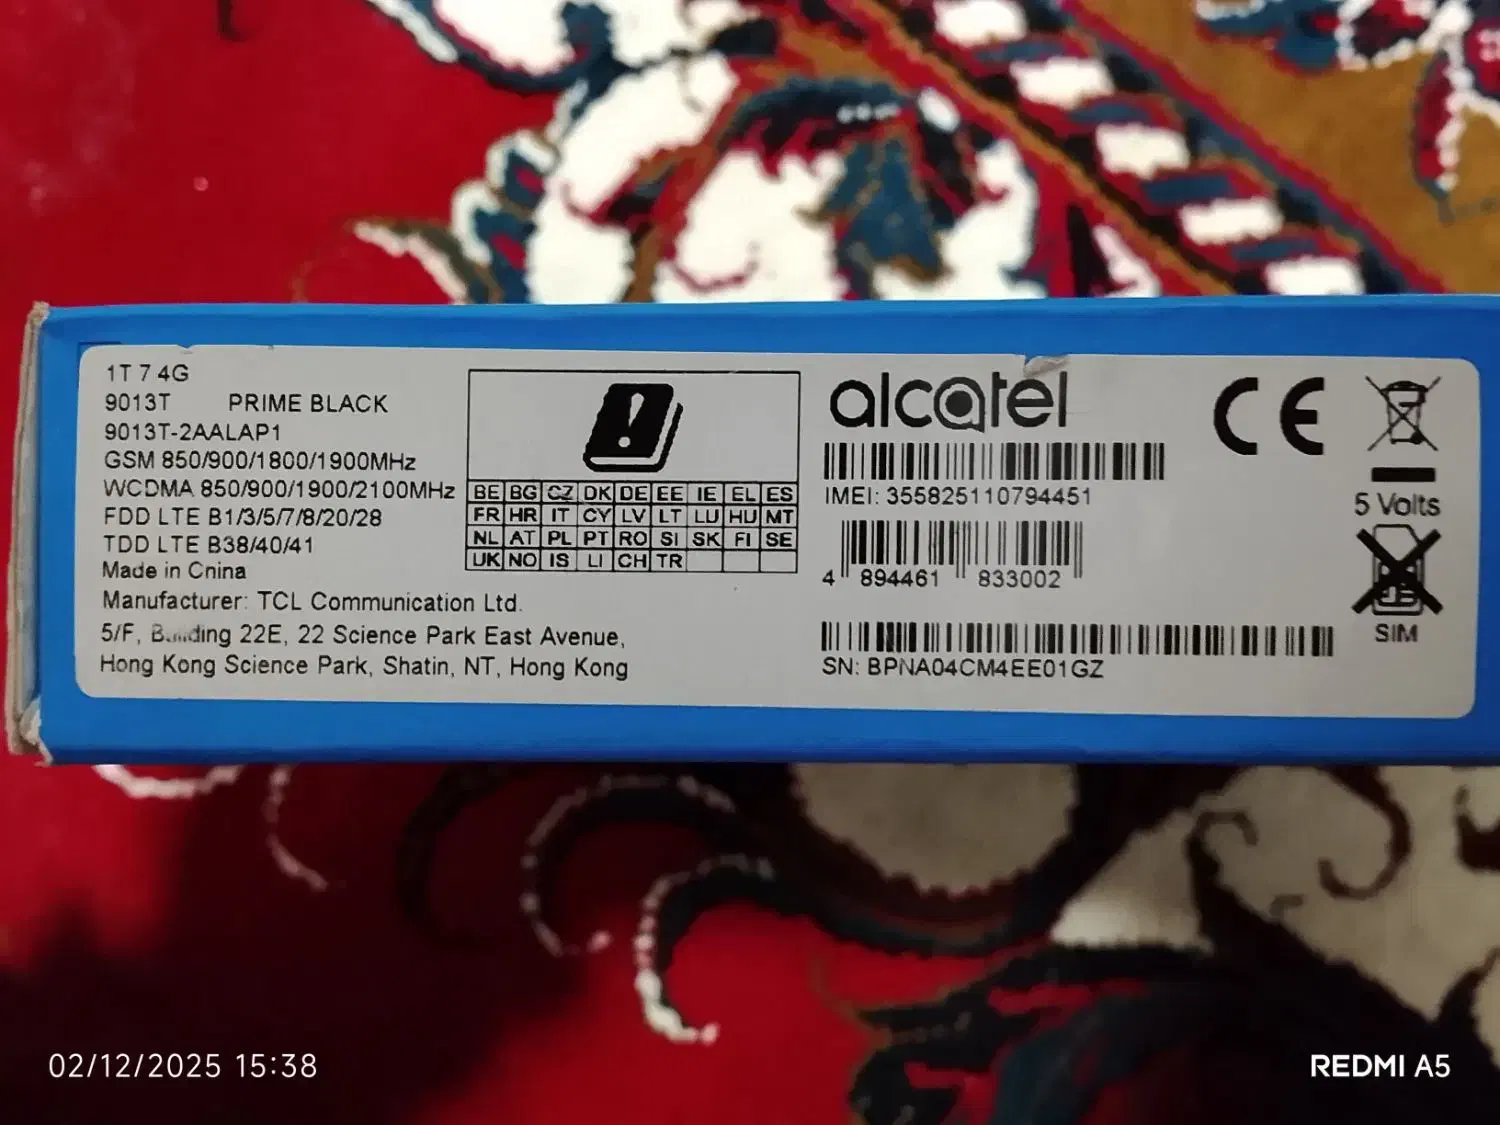 1T 7 4G
9013T PRIME BLACK
9013T-2AALAP1
GSM 850/900/1800/1900MHz
WCDMA 850/900/1900/2100MHz
FDD LTE B1/3/5/7/8/20/28
TDD LTE B38/40/41
Made in China
Manufacturer: TCL Communication Ltd.
5/F, Building 22E, 22 Science Park East Avenue,
Hong Kong Science Park, Shatin, NT, Hong Kong
BE BG CZ DK DE EE IE EL ES
FR HR IT CY LV LT LU HU MT
NL AT PL PT RO SI SK FI SE
UK NO IS LI CH TR
alcatel
IMEI: 355825110794451
4 894461 833002
SN: BPNA04CM4EE01GZ
CE
5 Volts
SIM
02/12/2025 15:38
REDMI A5